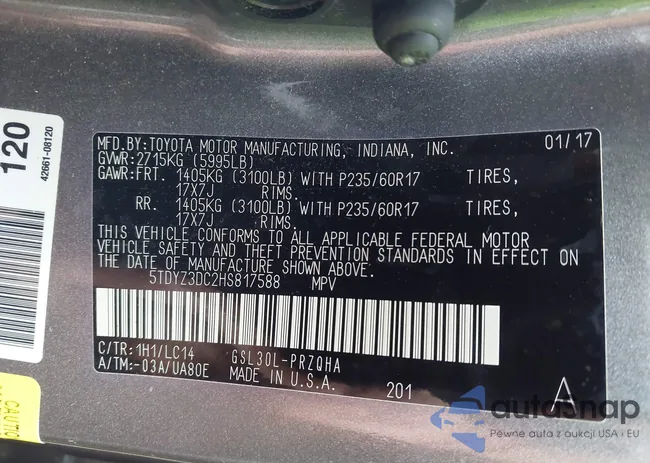 120
42661-08120
MFD.BY:TOYOTA MOTOR MANUFACTURING, INDIANA, INC. 01/17
GVWR:2715KG (5995LB)
GAWR:FRT. 1405KG (3100LB) WITH P235/60R17 TIRES,
17X7J RIMS.
RR. 1405KG (3100LB) WITH P235/60R17 TIRES,
17X7J RIMS.
THIS VEHICLE CONFORMS TO ALL APPLICABLE FEDERAL MOTOR
VEHICLE SAFETY AND THEFT PREVENTION STANDARDS IN EFFECT ON
THE DATE OF MANUFACTURE SHOWN ABOVE.
5TDYZ3DC2HS817588 MPV
C/TR:1H1/LC14 GSL30L-PRZQHA
A/TM:-03A/UA80E MADE IN U.S.A. 201 A
CAUTIO
autosnap
Pewne auta z aukcji USA i EU